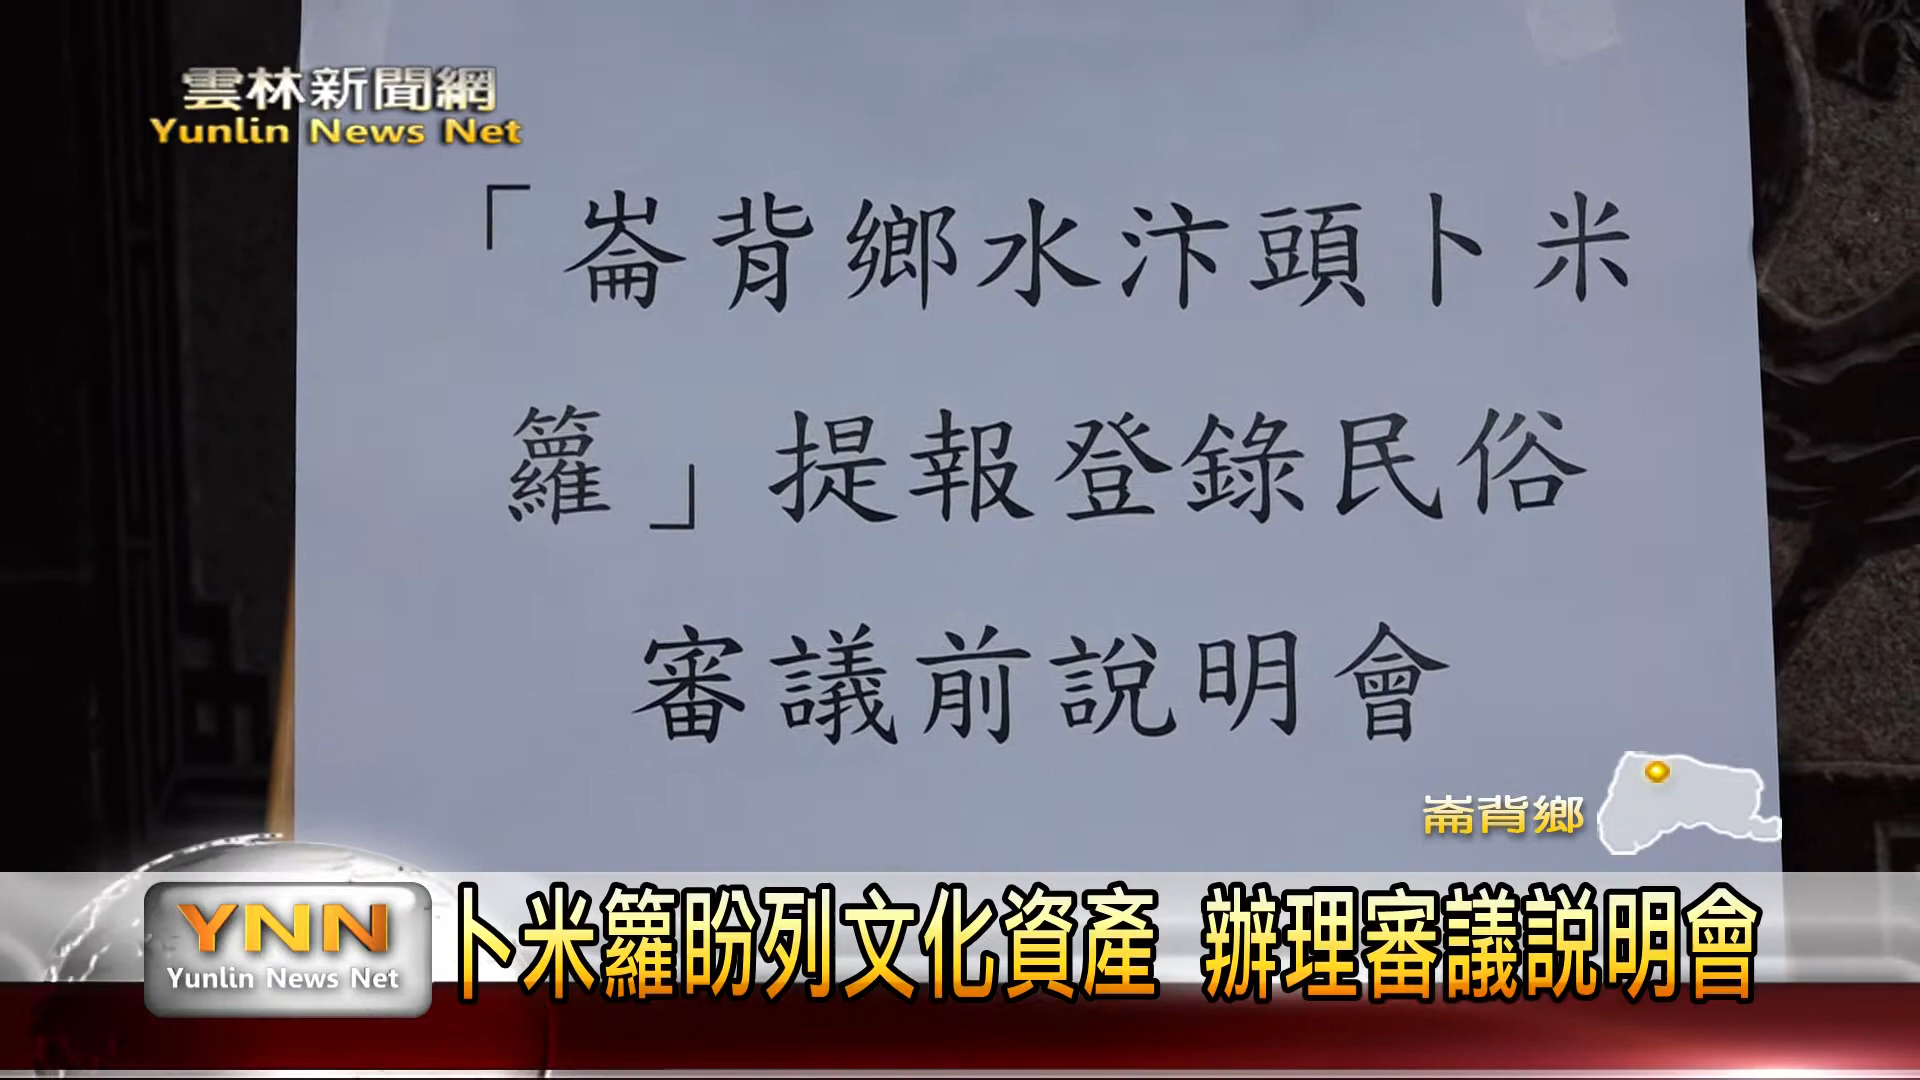 雲林新聞網
Yunlin News Net
「崙背鄉水汴頭卜米
籮」提報登錄民俗
審議前說明會
崙背鄉
YNN
Yunlin News Net
卜米籮盼列文化資產 辦理審議說明會